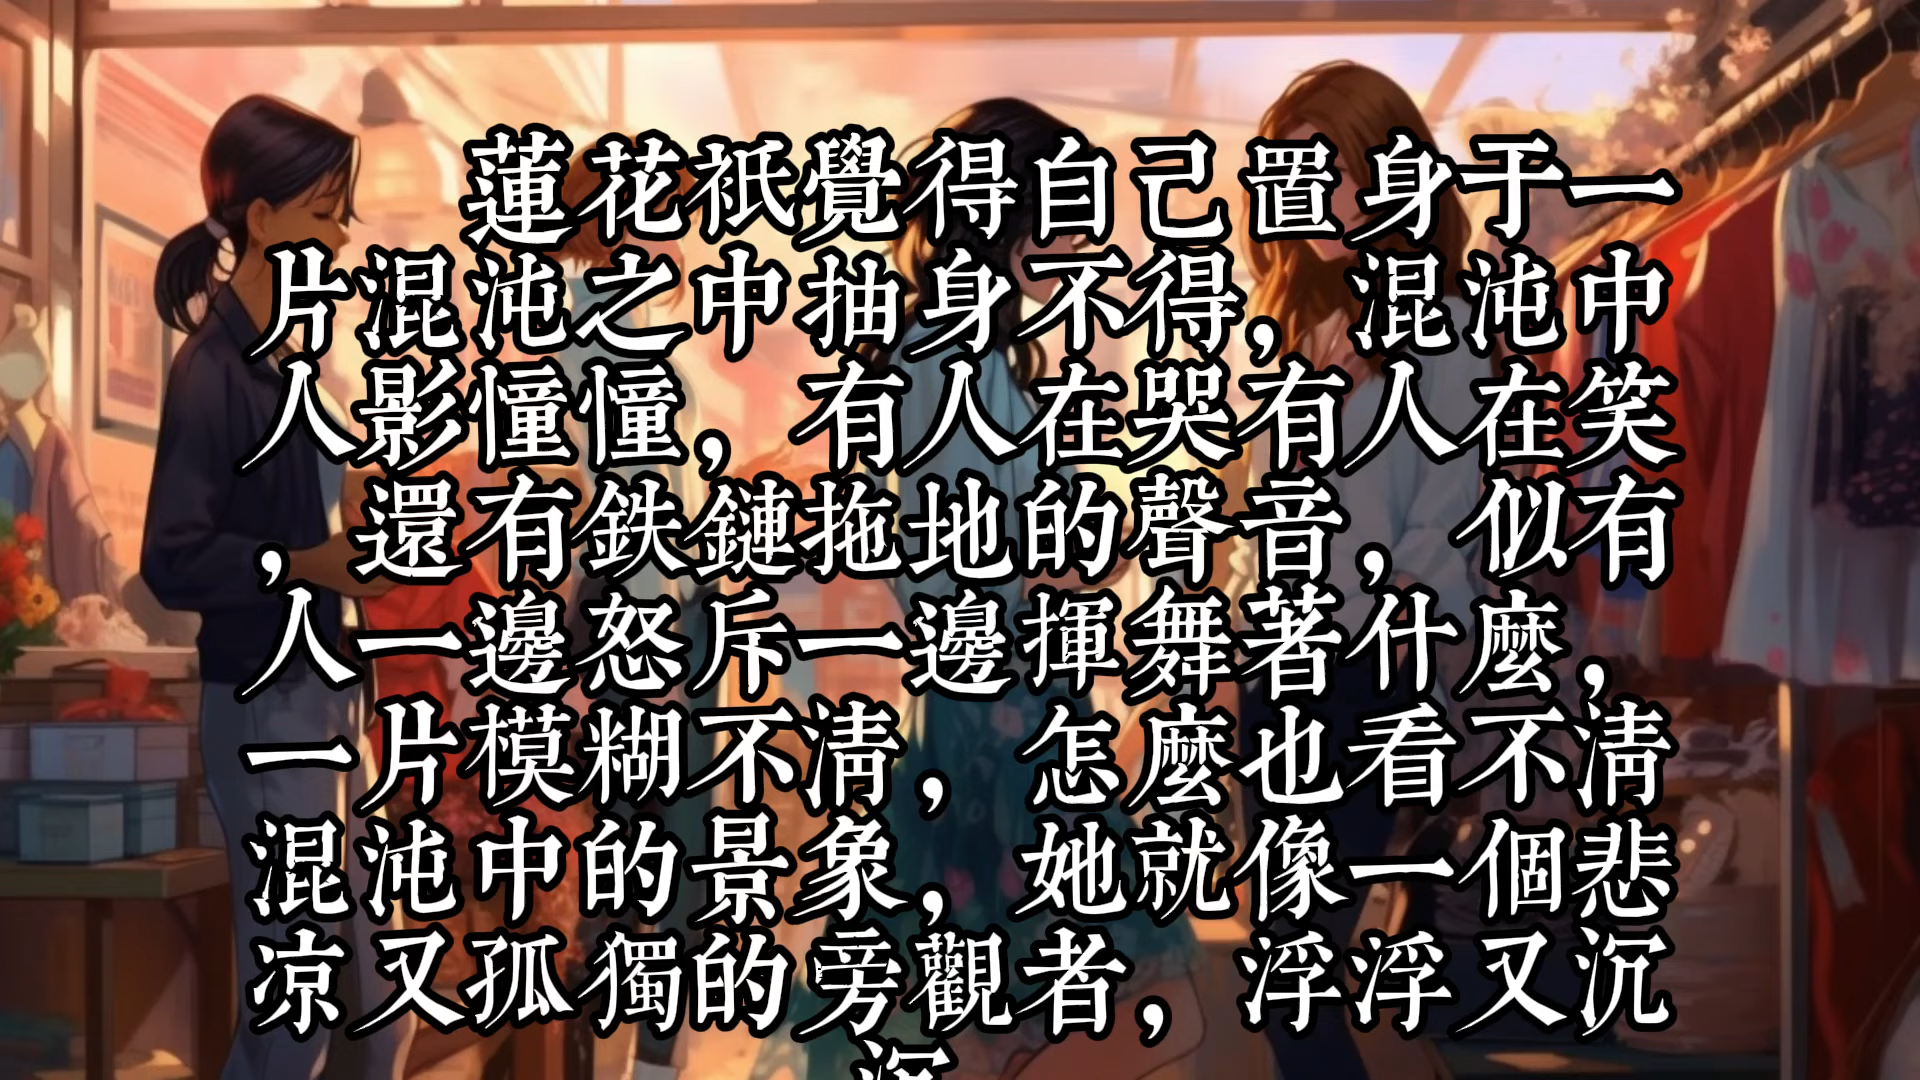 蓮花衹覺得自己置身于一
片混沌之中抽身不得，混沌中
人影憧憧，有人在哭有人在笑
，還有鉄鏈拖地的聲音，似有
人一邊怒斥一邊揮舞著什麼，
一片模糊不清，怎麼也看不清
混沌中的景象，她就像一個悲
凉又孤獨的旁觀者，浮浮又沉
沉